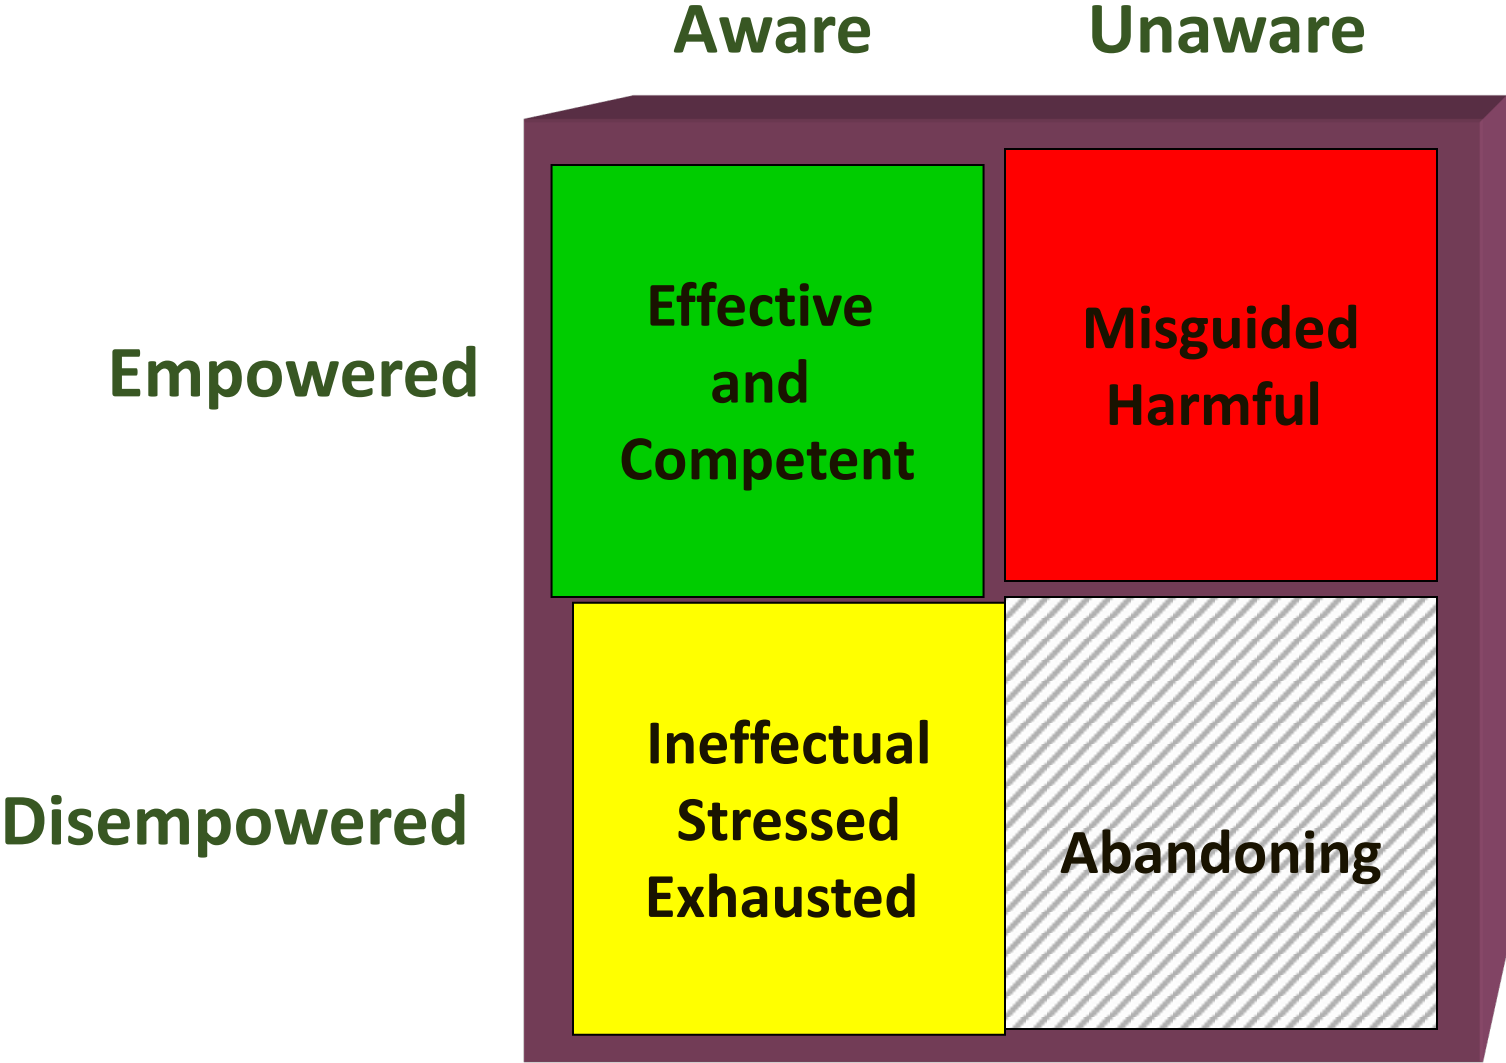 Aware Unaware
Empowered
Effective
and
Competent
Misguided
Harmful
Disempowered
Ineffectual
Stressed
Exhausted
Abandoning